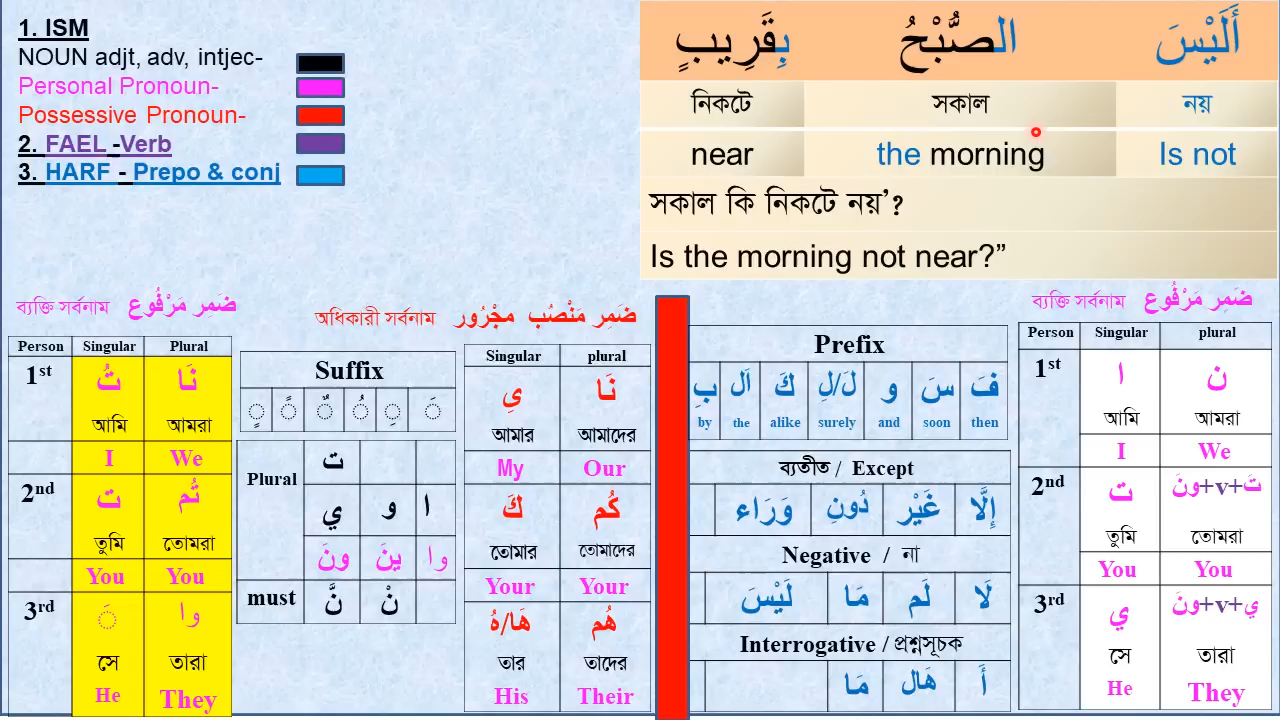 1. ISM
NOUN adjt, adv, intjec-
Personal Pronoun-
Possessive Pronoun-
2. FAEL -Verb
3. HARF - Prepo & conj
أَلَيْسَ الصُّبْحُ بِقَرِيبٍ
নিকটে সকাল নয়
near the morning Is not
সকাল কি নিকটে নয়’?
Is the morning not near?”
ব্যক্তি সর্বনাম ضَمِر مَرْفُوع
Person Singular Plural
1st تُ نَا
আমি আমরা
I We
2nd ت تُم
তুমি তোমরা
You You
3rd َ وا
সে তারা
He They
Suffix
ٍ ً ٌ ُ ِ َ
Plural ت
ي و ا
ونَ ينَ وا
must نَّ نْ
অধিকারী সর্বনাম ضَمِر مَنْصُب مجْرُور
Singular plural
يِ نَا
আমার আমাদের
My Our
كَ كُم
তোমার তোমাদের
Your Your
هَا/هُ هُم
তার তাদের
His Their
Prefix
بِ اَل كَ لَ/لِ و سَ فَ
by the alike surely and soon then
ব্যতীত / Except
وَرَاء دُونِ غَيْر إِلَّا
Negative / না
لَيْسَ مَا لَم لَا
Interrogative / প্রশ্নসূচক
مَا هَال أَ
ব্যক্তি সর্বনাম ضَمِر مَرْفُوع
Person Singular plural
1st ا ن
আমি আমরা
I We
2nd ت تَ+v+ونَ
তুমি তোমরা
You You
3rd ي ي+v+ونَ
সে তারা
He They